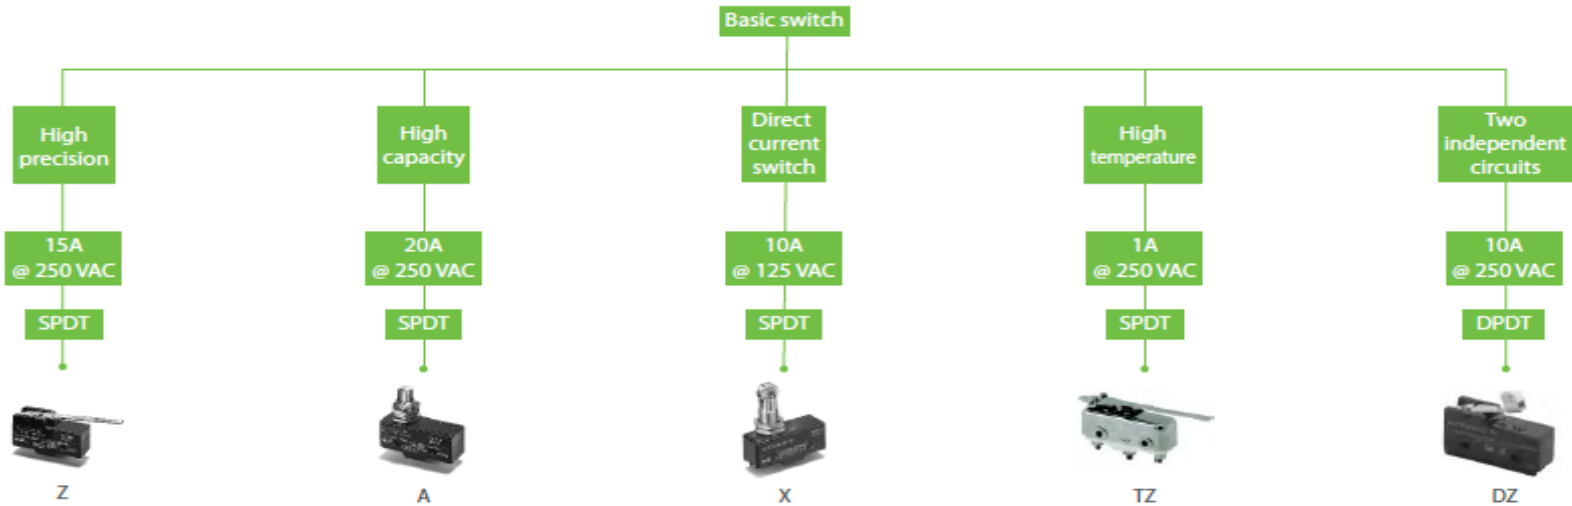 Basic switch
High
precision
High
capacity
Direct
current
switch
High
temperature
Two
independent
circuits
15A
@ 250 VAC
20A
@ 250 VAC
10A
@ 125 VAC
1A
@ 250 VAC
10A
@ 250 VAC
SPDT
SPDT
SPDT
SPDT
DPDT
Z
A
X
TZ
DZ